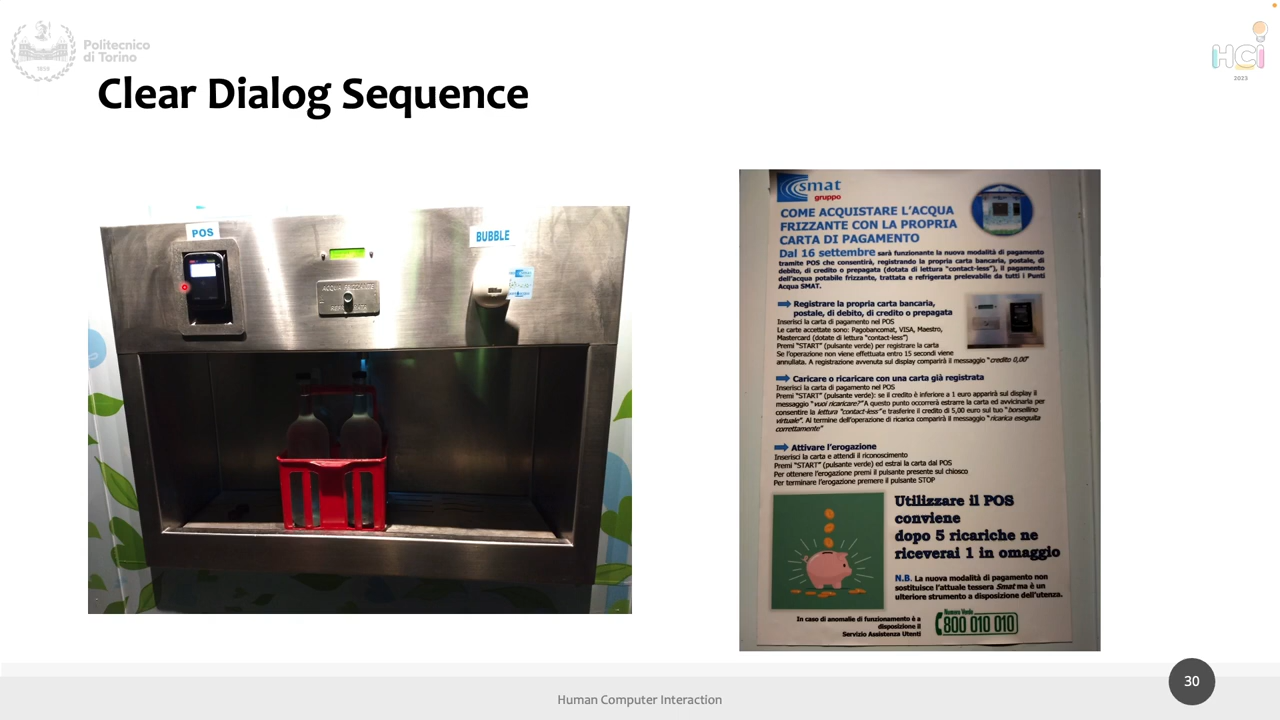 Politecnico
di Torino
1859
HCI
2023
Clear Dialog Sequence
POS
BUBBLE
ACQUA FRIZZANTE
smat
gruppo
COME ACQUISTARE L'ACQUA
FRIZZANTE CON LA PROPRIA
CARTA DI PAGAMENTO
Dal 16 settembre sarà funzionante la nuova modalità di pagamento
tramite POS che consentirà, registrando la propria carta bancaria, postale, di
debito, di credito o prepagata (dotata di lettura "contact-less"), il pagamento
dell'acqua potabile frizzante, trattata e refrigerata prelevabile da tutti i Punti
Acqua SMAT.
Registrare la propria carta bancaria,
postale, di debito, di credito o prepagata
Inserisci la carta di pagamento nel POS
Le carte accettate sono: Pagobancomat, VISA, Maestro,
Mastercard (dotate di lettura "contact-less")
Premi "START" (pulsante verde) per registrare la carta
Se l'operazione non viene effettuata entro 15 secondi viene
annullata. A registrazione avvenuta sul display comparirà il messaggio "credito 0,00"
Caricare o ricaricare con una carta già registrata
Inserisci la carta di pagamento nel POS
Premi "START" (pulsante verde): se il credito è inferiore a 1 euro apparirà sul display il
messaggio "vuoi ricaricare?" A questo punto occorrerà estrarre la carta ed avvicinarla per
consentire la lettura "contact-less" e trasferire il credito di 5,00 euro sul tuo "borsellino
virtuale". Al termine dell'operazione di ricarica comparirà il messaggio "ricarica eseguita
correttamente"
Attivare l'erogazione
Inserisci la carta e attendi il riconoscimento
Premi "START" (pulsante verde) ed estrai la carta dal POS
Per ottenere l'erogazione premi il pulsante presente sul chiosco
Per terminare l'erogazione premere il pulsante STOP
Utilizzare il POS
conviene
dopo 5 ricariche ne
riceverai 1 in omaggio
N.B. La nuova modalità di pagamento non
sostituisce l'attuale tessera Smat ma è un
ulteriore strumento a disposizione dell'utenza.
In caso di anomalie di funzionamento è a
disposizione il
Servizio Assistenza Utenti
Numero Verde
800 010 010
30
Human Computer Interaction